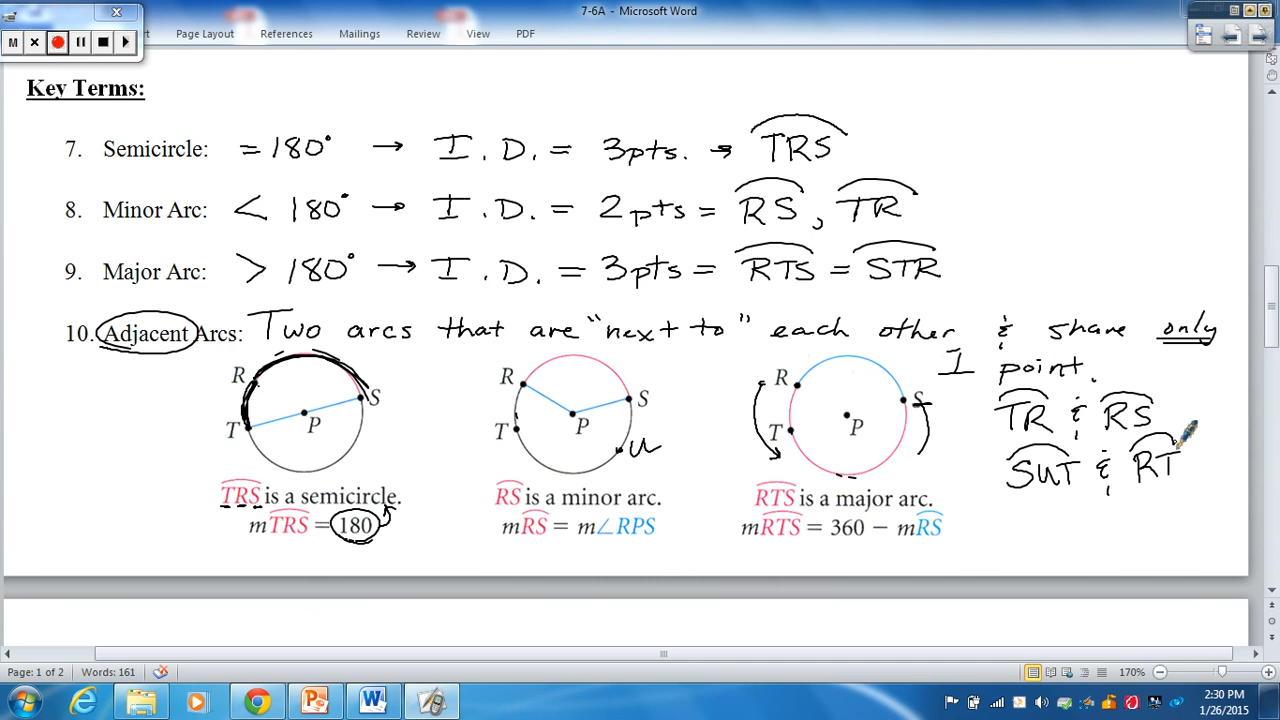 7-6A - Microsoft Word
M
rt Page Layout References Mailings Review View PDF
Key Terms:
7. Semicircle: = 180° → I.D. = 3pts. → TRS
8. Minor Arc: < 180° → I.D. = 2pts = RS, TR
9. Major Arc: > 180° → I.D. = 3pts = RTS = STR
10. Adjacent Arcs: Two arcs that are "next to" each other & share only
1 point.
TR & RS
SUT & RT
R S T P
R S T P U
R S T P
TRS is a semicircle.
mTRS = 180
RS is a minor arc.
mRS = m∠RPS
RTS is a major arc.
mRTS = 360 − mRS
Page: 1 of 2 Words: 161 170%
2:30 PM
1/26/2015